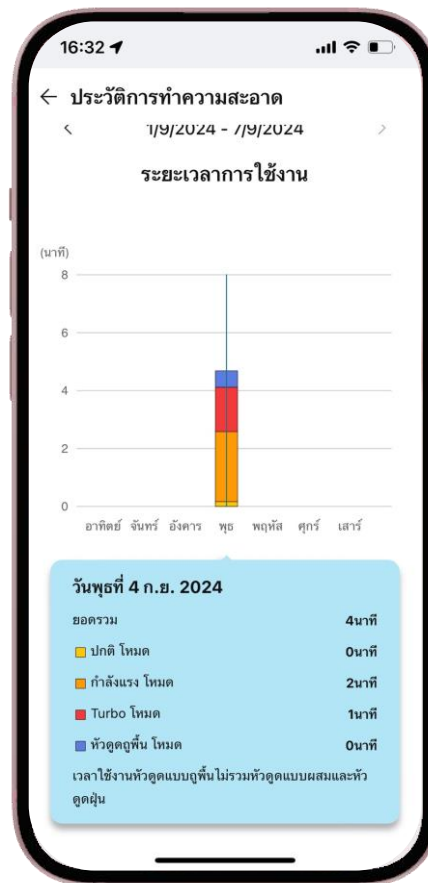 16:32
ประวัติการทำความสะอาด
1/9/2024 - 7/9/2024
ระยะเวลาการใช้งาน
(นาที)
8
6
4
2
0
อาทิตย์ จันทร์ อังคาร พุธ พฤหัส ศุกร์ เสาร์
วันพุธที่ 4 ก.ย. 2024
ยอดรวม 4นาที
ปกติ โหมด 0นาที
กำลังแรง โหมด 2นาที
Turbo โหมด 1นาที
หัวดูดถูพื้น โหมด 0นาที
เวลาใช้งานหัวดูดแบบถูพื้นไม่รวมหัวดูดแบบผสมและหัว
ดูดฝุ่น